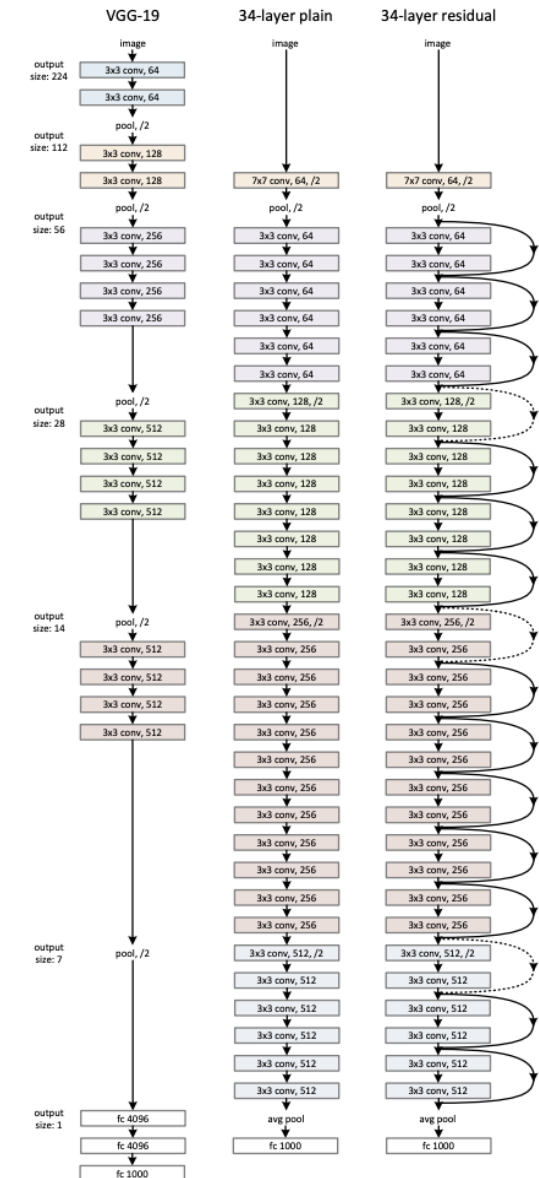 VGG-19
image
output
size: 224
3x3 conv, 64
3x3 conv, 64
pool, /2
output
size: 112
3x3 conv, 128
3x3 conv, 128
pool, /2
output
size: 56
3x3 conv, 256
3x3 conv, 256
3x3 conv, 256
3x3 conv, 256
pool, /2
output
size: 28
3x3 conv, 512
3x3 conv, 512
3x3 conv, 512
3x3 conv, 512
pool, /2
output
size: 14
3x3 conv, 512
3x3 conv, 512
3x3 conv, 512
3x3 conv, 512
output
size: 7
pool, /2
output
size: 1
fc 4096
fc 4096
fc 1000
34-layer plain
image
7x7 conv, 64, /2
pool, /2
3x3 conv, 64
3x3 conv, 64
3x3 conv, 64
3x3 conv, 64
3x3 conv, 64
3x3 conv, 64
3x3 conv, 128, /2
3x3 conv, 128
3x3 conv, 128
3x3 conv, 128
3x3 conv, 128
3x3 conv, 128
3x3 conv, 128
3x3 conv, 128
3x3 conv, 256, /2
3x3 conv, 256
3x3 conv, 256
3x3 conv, 256
3x3 conv, 256
3x3 conv, 256
3x3 conv, 256
3x3 conv, 256
3x3 conv, 256
3x3 conv, 256
3x3 conv, 256
3x3 conv, 256
3x3 conv, 512, /2
3x3 conv, 512
3x3 conv, 512
3x3 conv, 512
3x3 conv, 512
3x3 conv, 512
avg pool
fc 1000
34-layer residual
image
7x7 conv, 64, /2
pool, /2
3x3 conv, 64
3x3 conv, 64
3x3 conv, 64
3x3 conv, 64
3x3 conv, 64
3x3 conv, 64
3x3 conv, 128, /2
3x3 conv, 128
3x3 conv, 128
3x3 conv, 128
3x3 conv, 128
3x3 conv, 128
3x3 conv, 128
3x3 conv, 128
3x3 conv, 256, /2
3x3 conv, 256
3x3 conv, 256
3x3 conv, 256
3x3 conv, 256
3x3 conv, 256
3x3 conv, 256
3x3 conv, 256
3x3 conv, 256
3x3 conv, 256
3x3 conv, 256
3x3 conv, 256
3x3 conv, 512, /2
3x3 conv, 512
3x3 conv, 512
3x3 conv, 512
3x3 conv, 512
3x3 conv, 512
avg pool
fc 1000